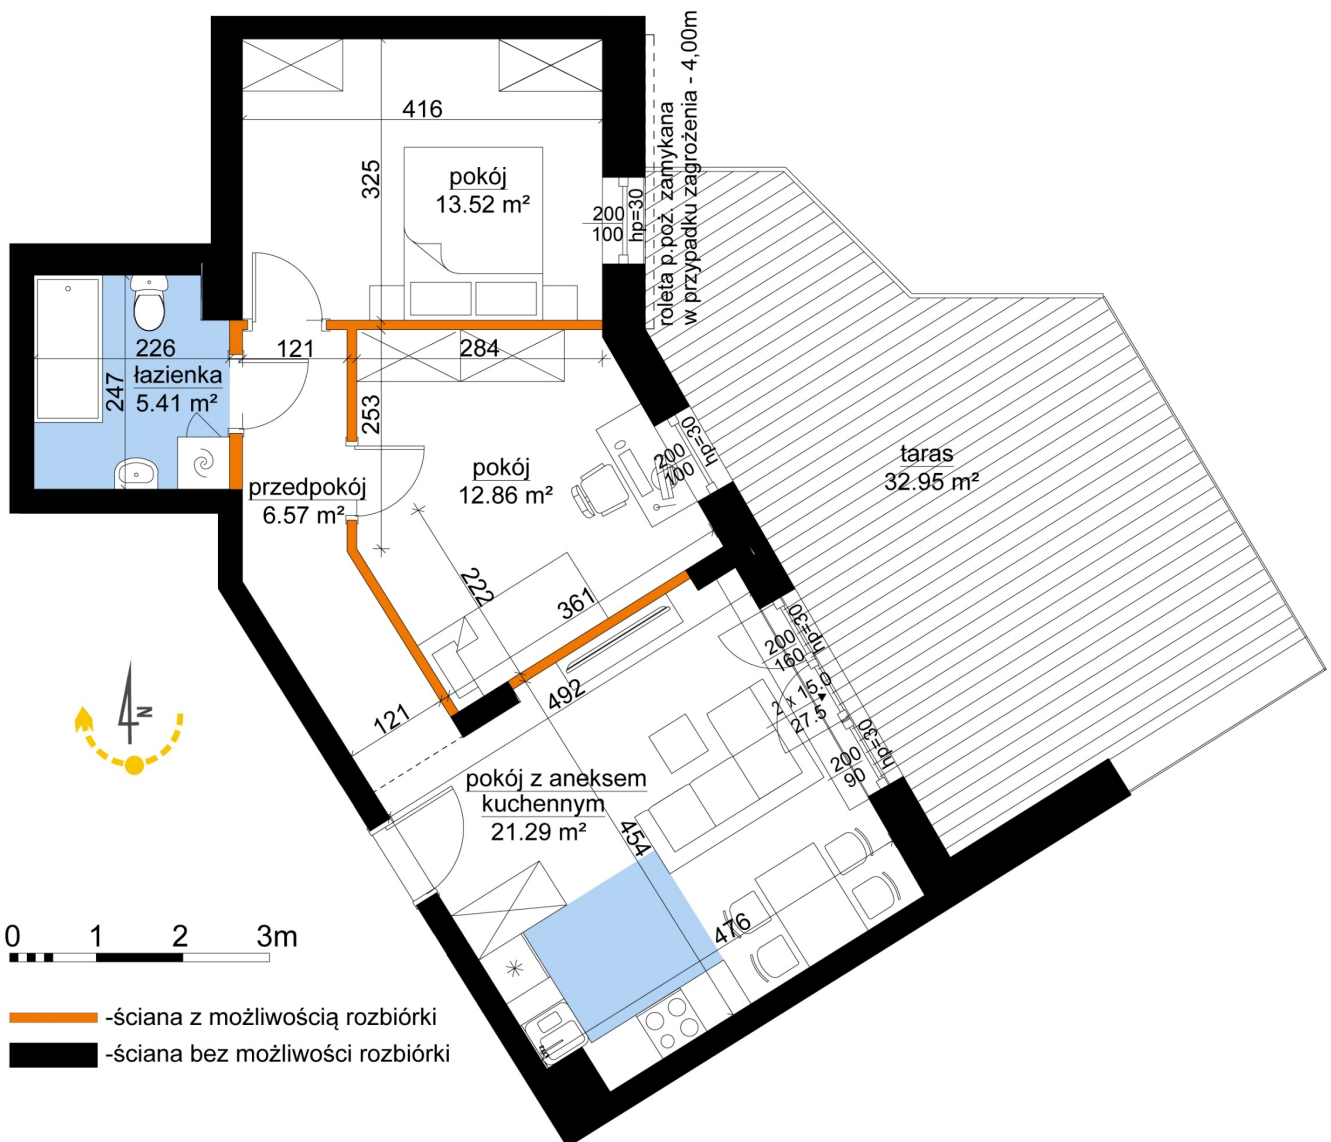 roleta p.poż. zamykana
w przypadku zagrożenia - 4,00m
416
325
pokój
13.52 m²
200
100
hp=30
226
121
284
łazienka
5.41 m²
247
253
pokój
12.86 m²
200
100
hp=30
taras
32.95 m²
przedpokój
6.57 m²
222
361
200
160
hp=30
492
2 x 15.0
27.5
121
200
90
hp=30
N
pokój z aneksem
kuchennym
21.29 m²
454
476
0 1 2 3m
-ściana z możliwością rozbiórki
-ściana bez możliwości rozbiórki